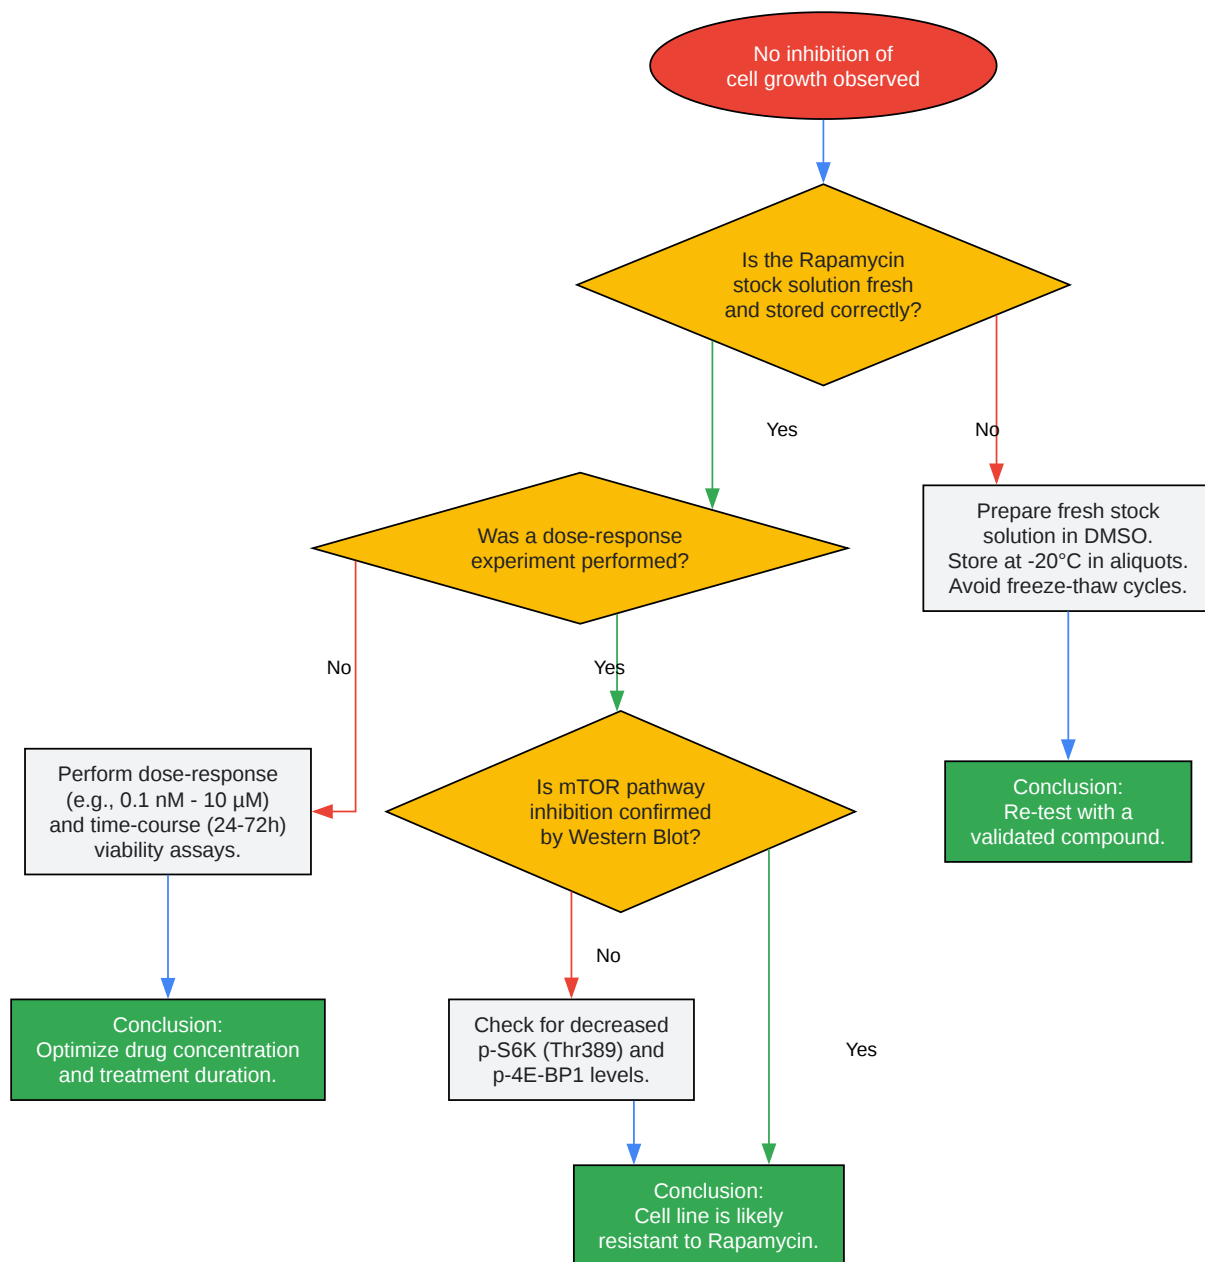 No inhibition of
cell growth observed
Is the Rapamycin
stock solution fresh
and stored correctly?
Yes
No
Was a dose-response
experiment performed?
Prepare fresh stock
solution in DMSO.
Store at -20°C in aliquots.
Avoid freeze-thaw cycles.
No
Yes
Perform dose-response
(e.g., 0.1 nM - 10 µM)
and time-course (24-72h)
viability assays.
Is mTOR pathway
inhibition confirmed
by Western Blot?
Conclusion:
Re-test with a
validated compound.
No
Yes
Conclusion:
Optimize drug concentration
and treatment duration.
Check for decreased
p-S6K (Thr389) and
p-4E-BP1 levels.
Conclusion:
Cell line is likely
resistant to Rapamycin.